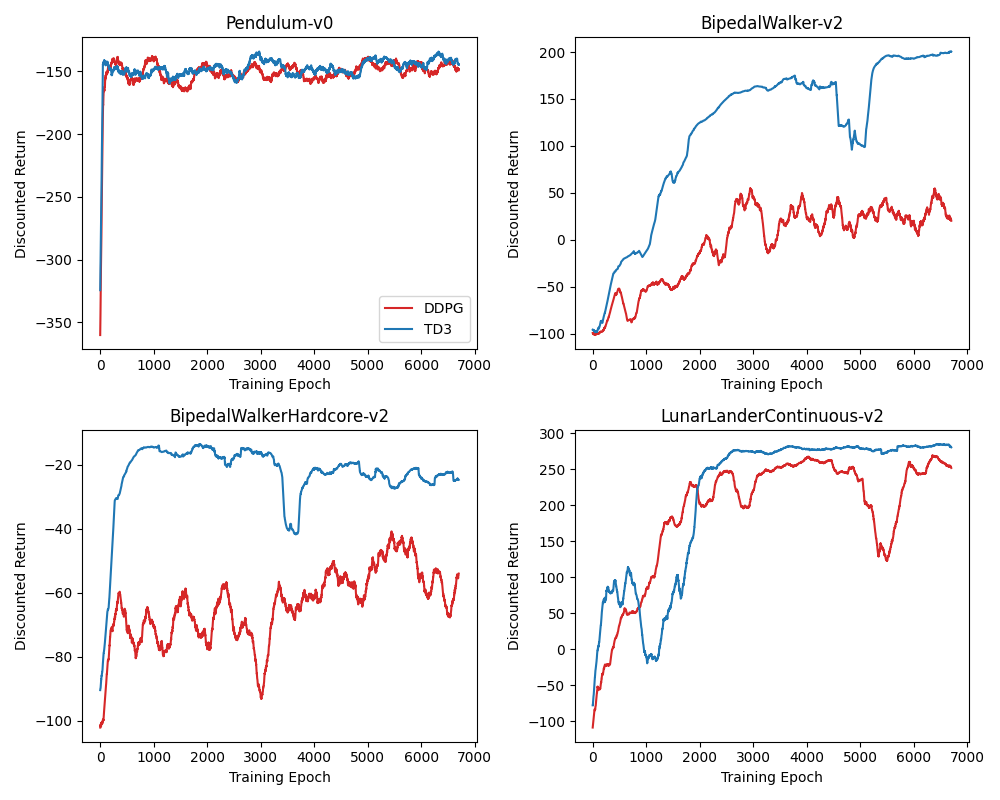 Pendulum-v0
−150
−200
−250
−300
−350
Discounted Return
0 1000 2000 3000 4000 5000 6000 7000
Training Epoch
DDPG
TD3
BipedalWalker-v2
200
150
100
50
0
−50
−100
Discounted Return
0 1000 2000 3000 4000 5000 6000 7000
Training Epoch
BipedalWalkerHardcore-v2
−20
−40
−60
−80
−100
Discounted Return
0 1000 2000 3000 4000 5000 6000 7000
Training Epoch
LunarLanderContinuous-v2
300
250
200
150
100
50
0
−50
−100
Discounted Return
0 1000 2000 3000 4000 5000 6000 7000
Training Epoch